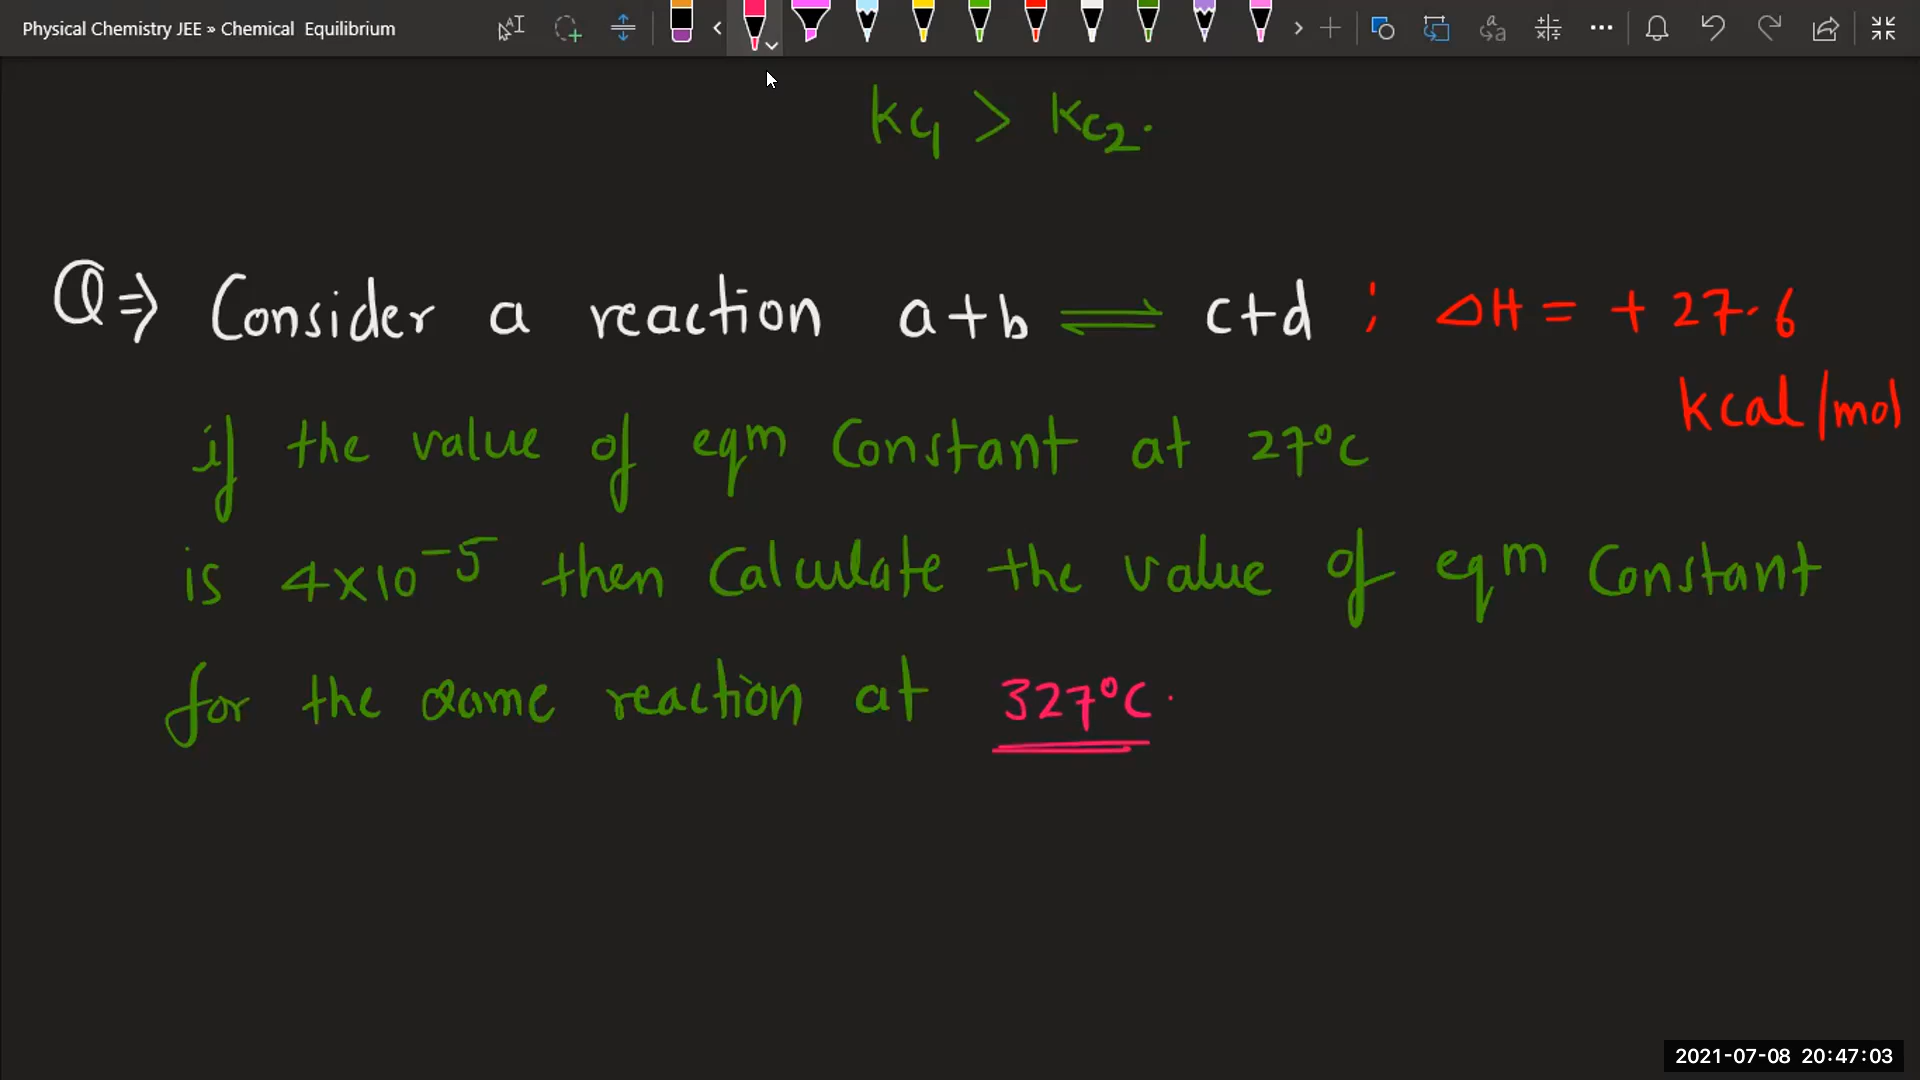 Physical Chemistry JEE » Chemical Equilibrium
KC1 > KC2.
Q⇒ Consider a reaction a+b ⇌ c+d ; ΔH = + 27.6
kcal/mol
if the value of eqm Constant at 27°C
is 4x10⁻⁵ then Calculate the value of eqm Constant
for the same reaction at 327°C.
2021-07-08 20:47:03